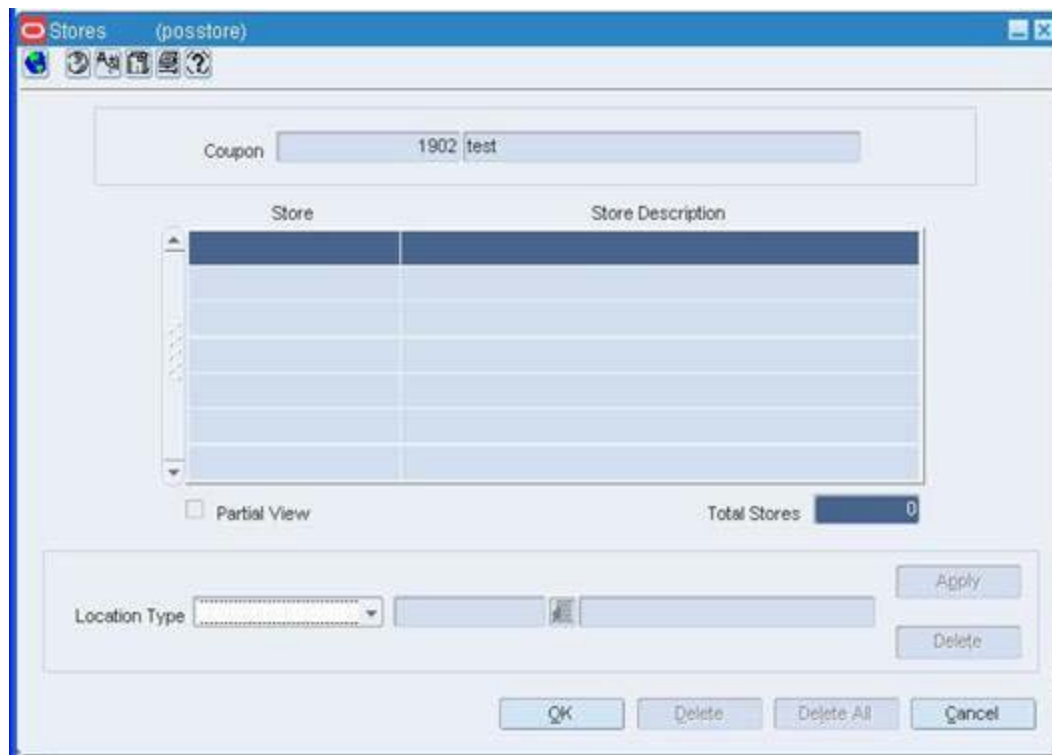 Stores (posstore)
Coupon 1902 test
Store Store Description
Partial View Total Stores 0
Apply
Location Type
Delete
OK Delete Delete All Cancel